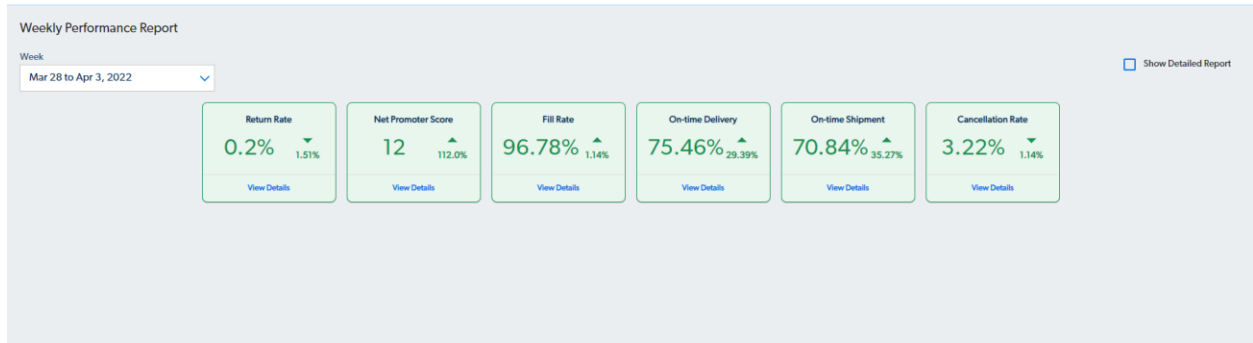 Weekly Performance Report
Week
Mar 28 to Apr 3, 2022
Show Detailed Report
Return Rate
0.2% 1.51%
View Details
Net Promoter Score
12 112.0%
View Details
Fill Rate
96.78% 1.14%
View Details
On-time Delivery
75.46% 29.39%
View Details
On-time Shipment
70.84% 35.27%
View Details
Cancellation Rate
3.22% 1.14%
View Details